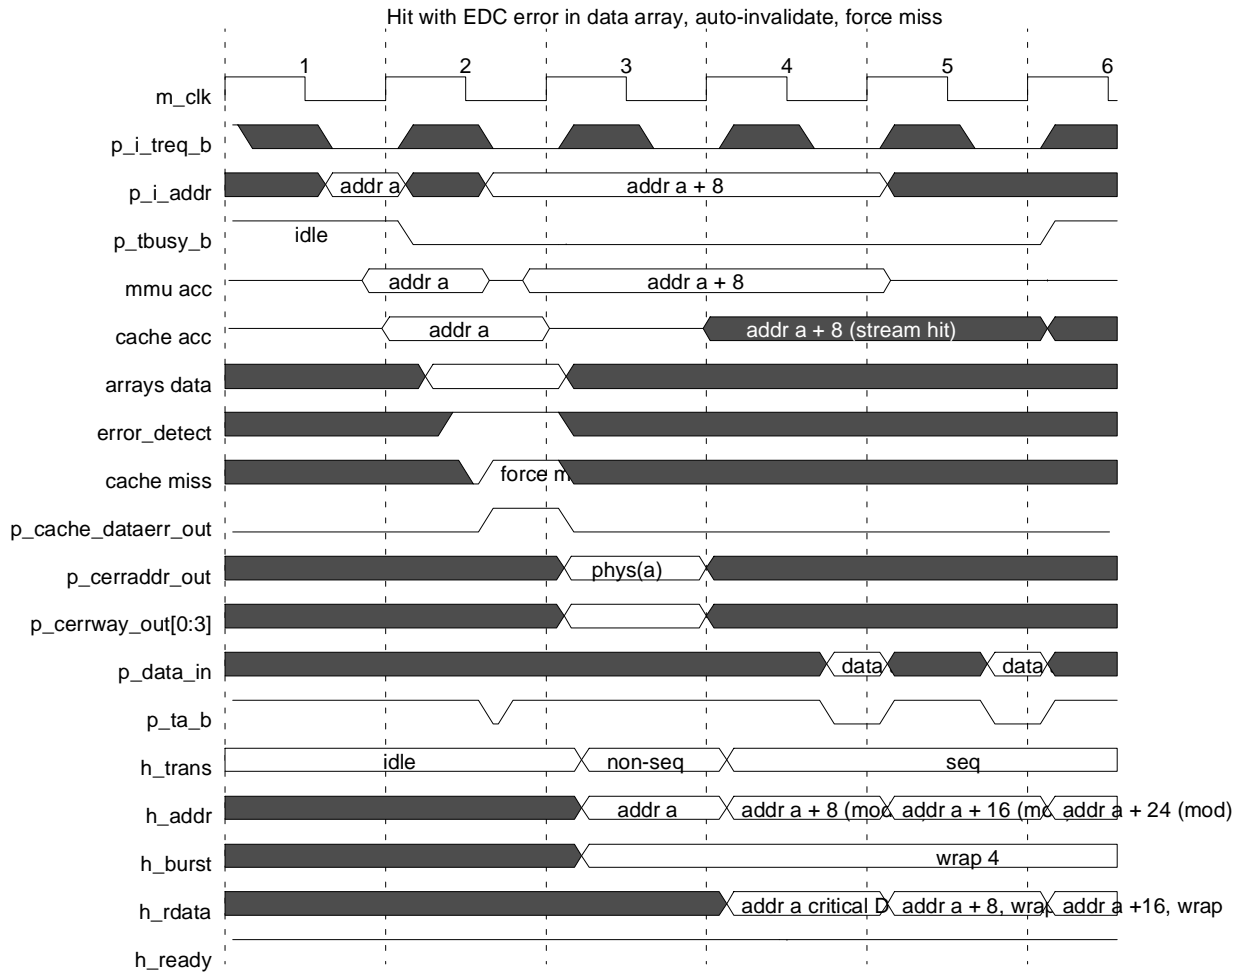 Hit with EDC error in data array, auto-invalidate, force miss
1 2 3 4 5 6
m_clk
p_i_treq_b
p_i_addr addr a addr a + 8
p_tbusy_b idle
mmu acc addr a addr a + 8
cache acc addr a addr a + 8 (stream hit)
arrays data
error_detect
cache miss force m
p_cache_dataerr_out
p_cerraddr_out phys(a)
p_cerrway_out[0:3]
p_data_in data data
p_ta_b
h_trans idle non-seq seq
h_addr addr a addr a + 8 (mod addr a + 16 (mo addr a + 24 (mod)
h_burst wrap 4
h_rdata addr a critical D addr a + 8, wrap addr a +16, wrap
h_ready